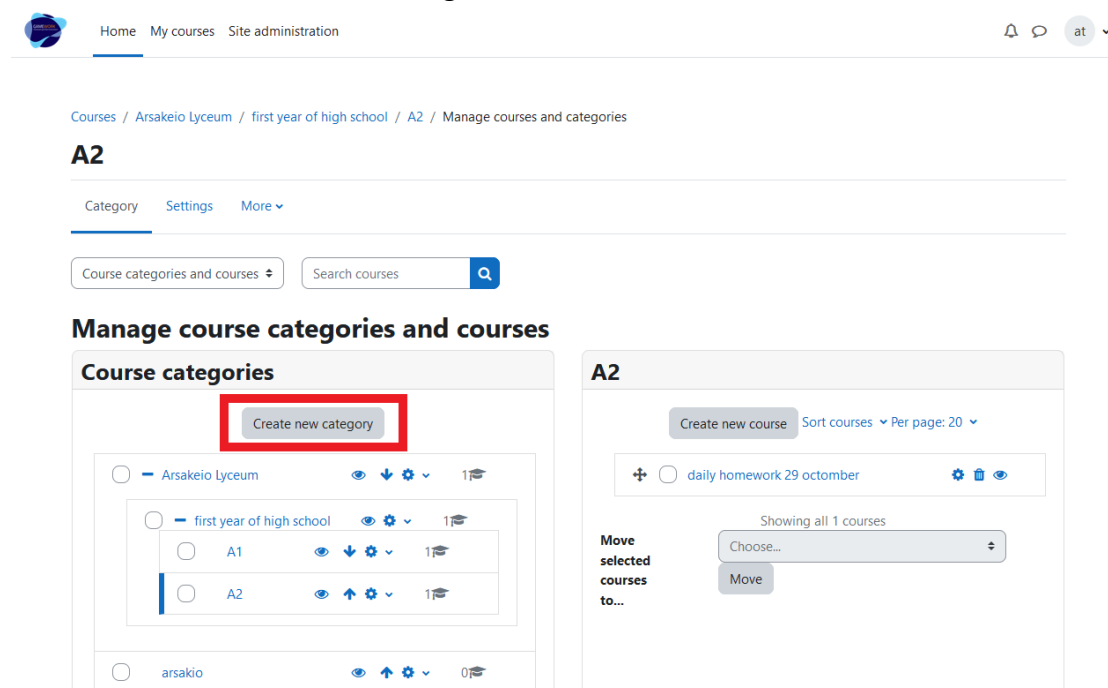 Home My courses Site administration
at
Courses / Arsakeio Lyceum / first year of high school / A2 / Manage courses and categories
A2
Category Settings More
Course categories and courses Search courses
Manage course categories and courses
Course categories
Create new category
Arsakeio Lyceum 1
first year of high school 1
A1 1
A2 1
arsakio 0
A2
Create new course Sort courses Per page: 20
daily homework 29 octomber
Showing all 1 courses
Move selected courses to...
Choose...
Move